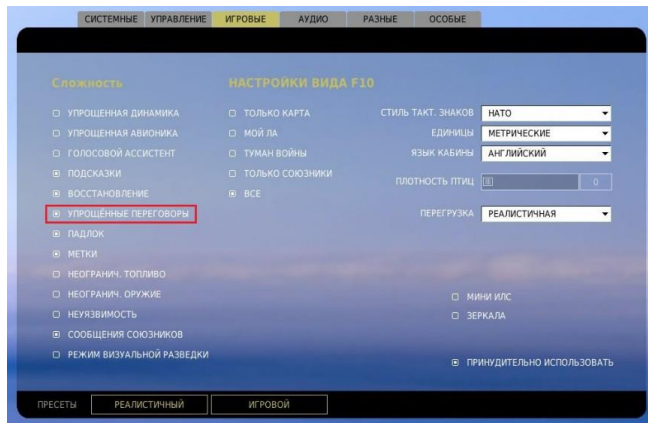 СИСТЕМНЫЕ УПРАВЛЕНИЕ ИГРОВЫЕ АУДИО РАЗНЫЕ ОСОБЫЕ
Сложность
УПРОЩЕННАЯ ДИНАМИКА
УПРОЩЕННАЯ АВИОНИКА
ГОЛОСОВОЙ АССИСТЕНТ
ПОДСКАЗКИ
ВОССТАНОВЛЕНИЕ
УПРОЩЁННЫЕ ПЕРЕГОВОРЫ
ПАДЛОК
МЕТКИ
НЕОГРАНИЧ. ТОПЛИВО
НЕОГРАНИЧ. ОРУЖИЕ
НЕУЯЗВИМОСТЬ
СООБЩЕНИЯ СОЮЗНИКОВ
РЕЖИМ ВИЗУАЛЬНОЙ РАЗВЕДКИ
НАСТРОЙКИ ВИДА F10
ТОЛЬКО КАРТА
МОЙ ЛА
ТУМАН ВОЙНЫ
ТОЛЬКО СОЮЗНИКИ
ВСЕ
СТИЛЬ ТАКТ. ЗНАКОВ НАТО
ЕДИНИЦЫ МЕТРИЧЕСКИЕ
ЯЗЫК КАБИНЫ АНГЛИЙСКИЙ
ПЛОТНОСТЬ ПТИЦ 0
ПЕРЕГРУЗКА РЕАЛИСТИЧНАЯ
МИНИ ИЛС
ЗЕРКАЛА
ПРИНУДИТЕЛЬНО ИСПОЛЬЗОВАТЬ
ПРЕСЕТЫ РЕАЛИСТИЧНЫЙ ИГРОВОЙ